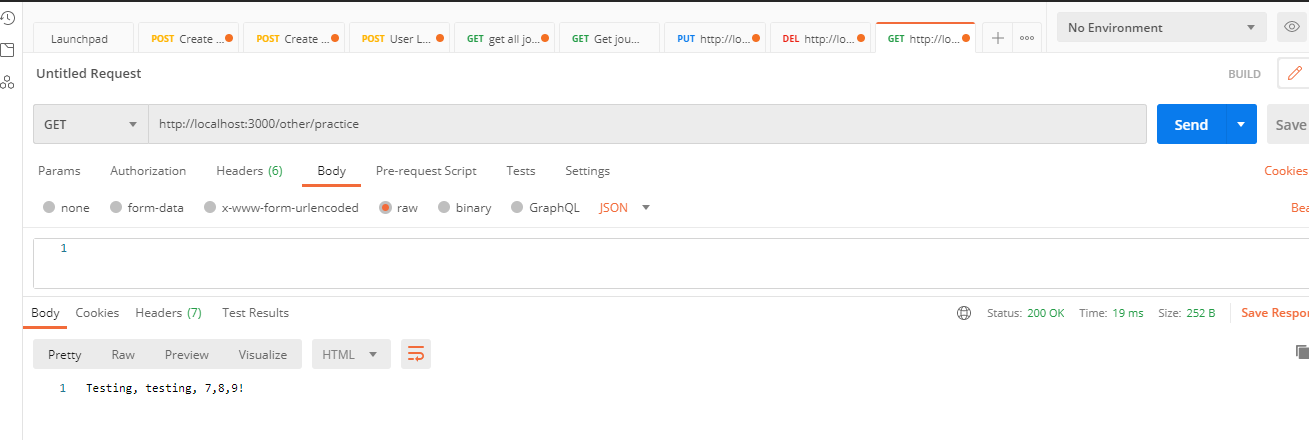 Launchpad POST Create ... POST Create ... POST User L... GET get all jo... GET Get jou... PUT http://lo... DEL http://lo... GET http://lo... No Environment
Untitled Request BUILD
GET http://localhost:3000/other/practice Send Save
Params Authorization Headers (6) Body Pre-request Script Tests Settings Cookies
none form-data x-www-form-urlencoded raw binary GraphQL JSON Bea
1
Body Cookies Headers (7) Test Results Status: 200 OK Time: 19 ms Size: 252 B Save Respon
Pretty Raw Preview Visualize HTML
1 Testing, testing, 7,8,9!